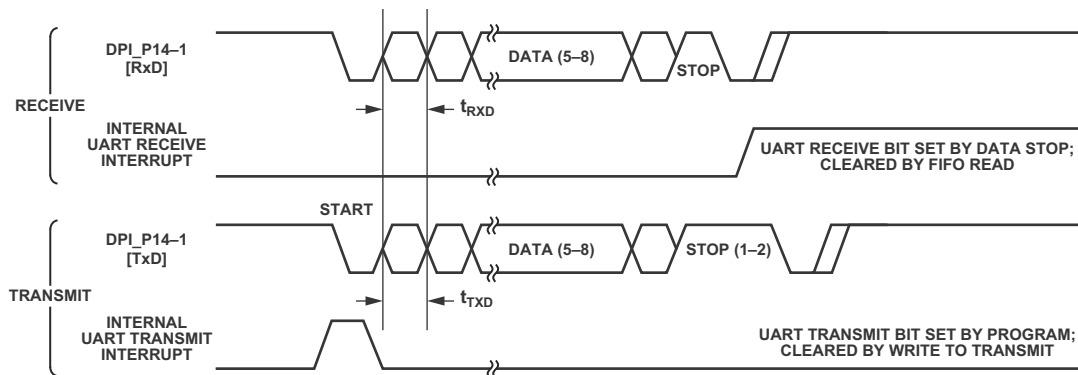 DPI_P14–1
[RxD]
DATA (5–8)
STOP
RECEIVE
tRXD
INTERNAL
UART RECEIVE
INTERRUPT
UART RECEIVE BIT SET BY DATA STOP;
CLEARED BY FIFO READ
START
DPI_P14–1
[TxD]
DATA (5–8)
STOP (1–2)
TRANSMIT
tTXD
INTERNAL
UART TRANSMIT
INTERRUPT
UART TRANSMIT BIT SET BY PROGRAM;
CLEARED BY WRITE TO TRANSMIT